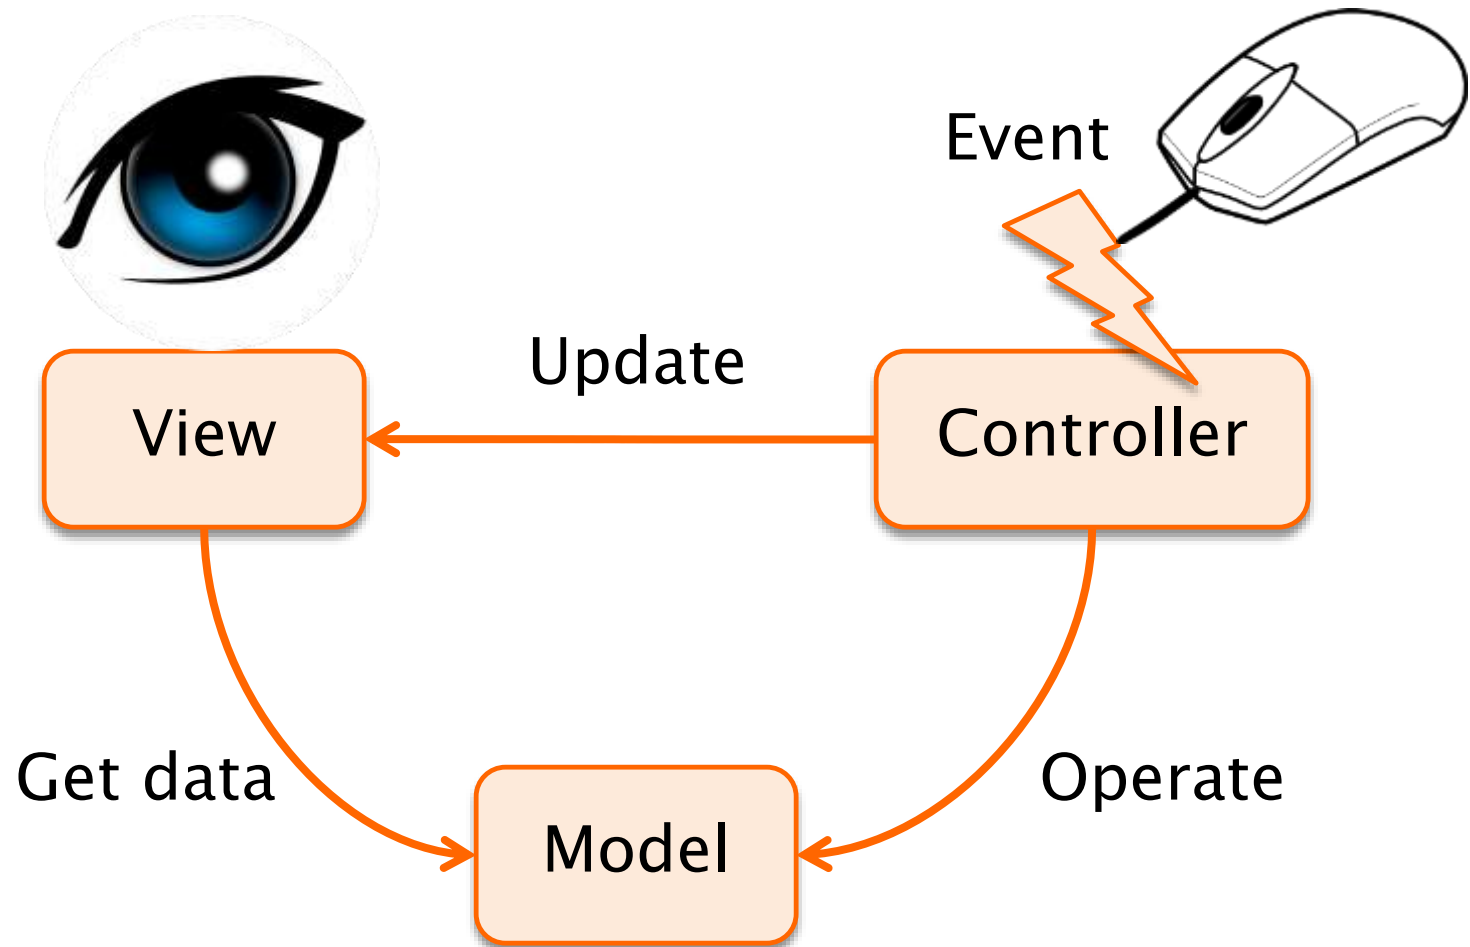 Event
Update
View
Controller
Get data
Operate
Model